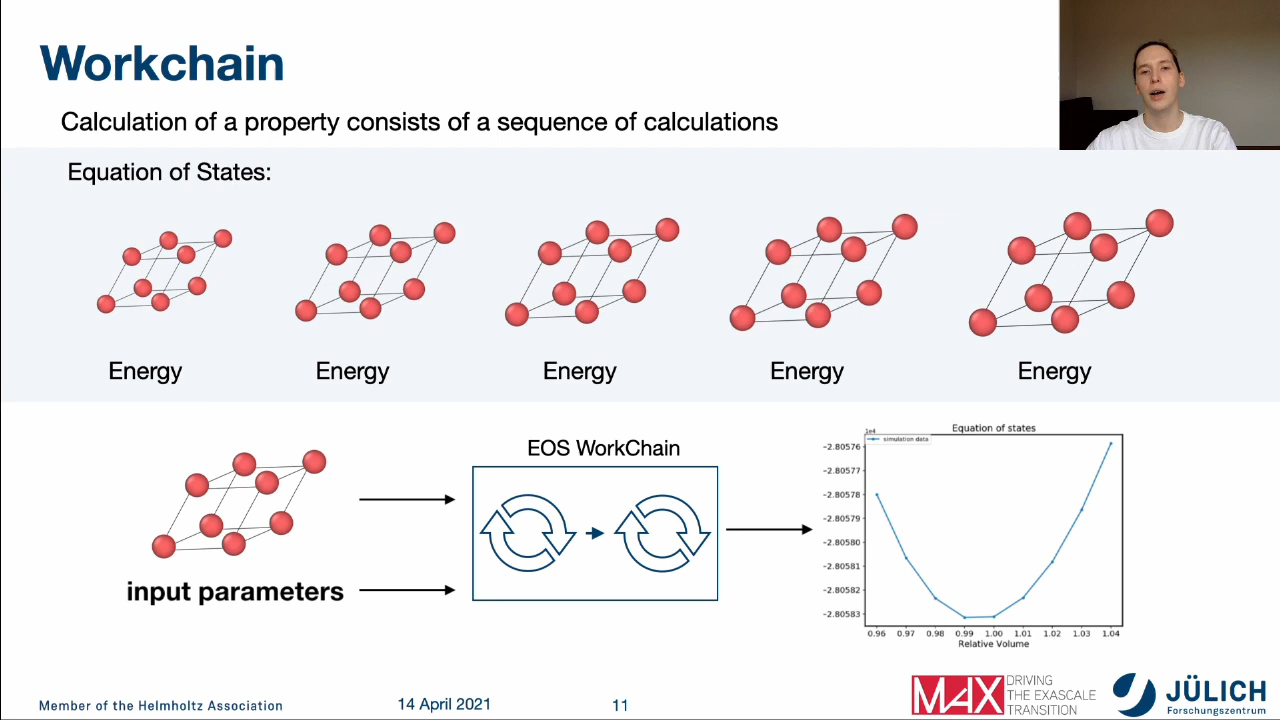 Workchain
Calculation of a property consists of a sequence of calculations
Equation of States:
Energy Energy Energy Energy Energy
EOS WorkChain
input parameters
Equation of states
1e4
simulation data
-2.80576
-2.80577
-2.80578
-2.80579
-2.80580
-2.80581
-2.80582
-2.80583
0.96 0.97 0.98 0.99 1.00 1.01 1.02 1.03 1.04
Relative Volume
Member of the Helmholtz Association
14 April 2021
11
MAX
DRIVING
THE EXASCALE
TRANSITION
JÜLICH
Forschungszentrum